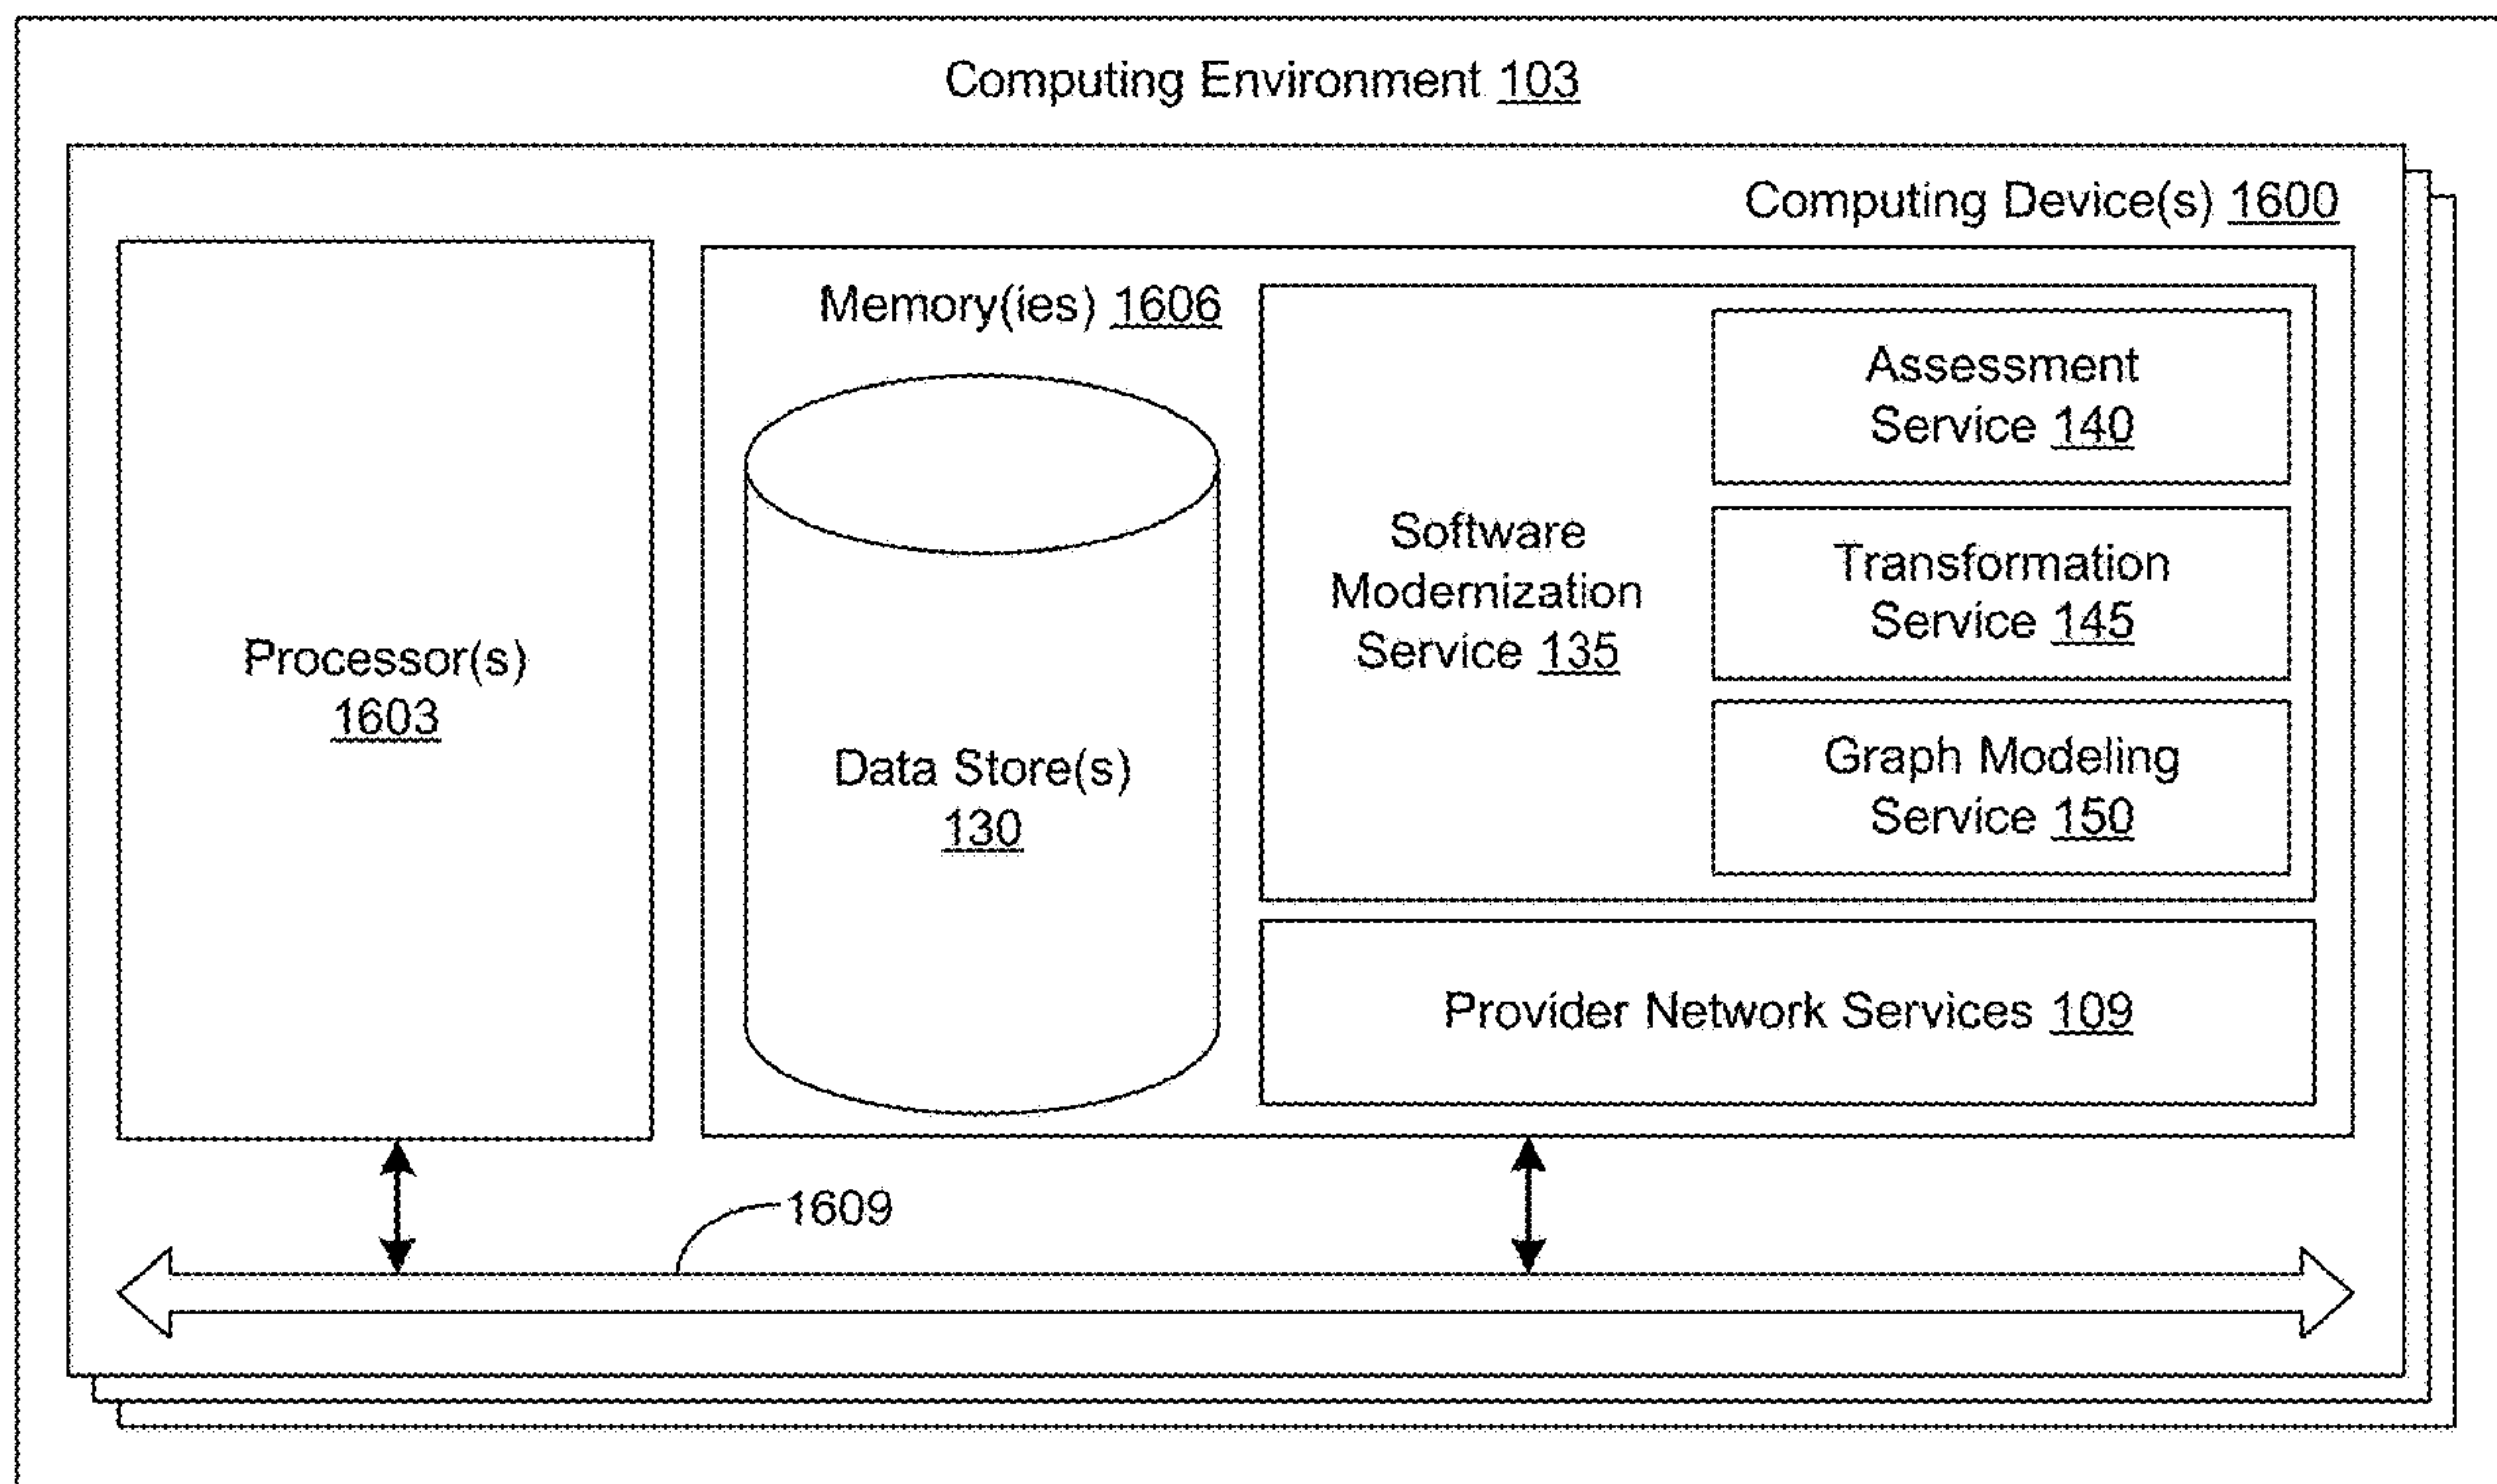 Computing Environment 103
Computing Device(s) 1600
Processor(s)
1603
Memory(ies) 1606
Data Store(s)
130
Software
Modernization
Service 135
Assessment
Service 140
Transformation
Service 145
Graph Modeling
Service 150
Provider Network Services 109
1609